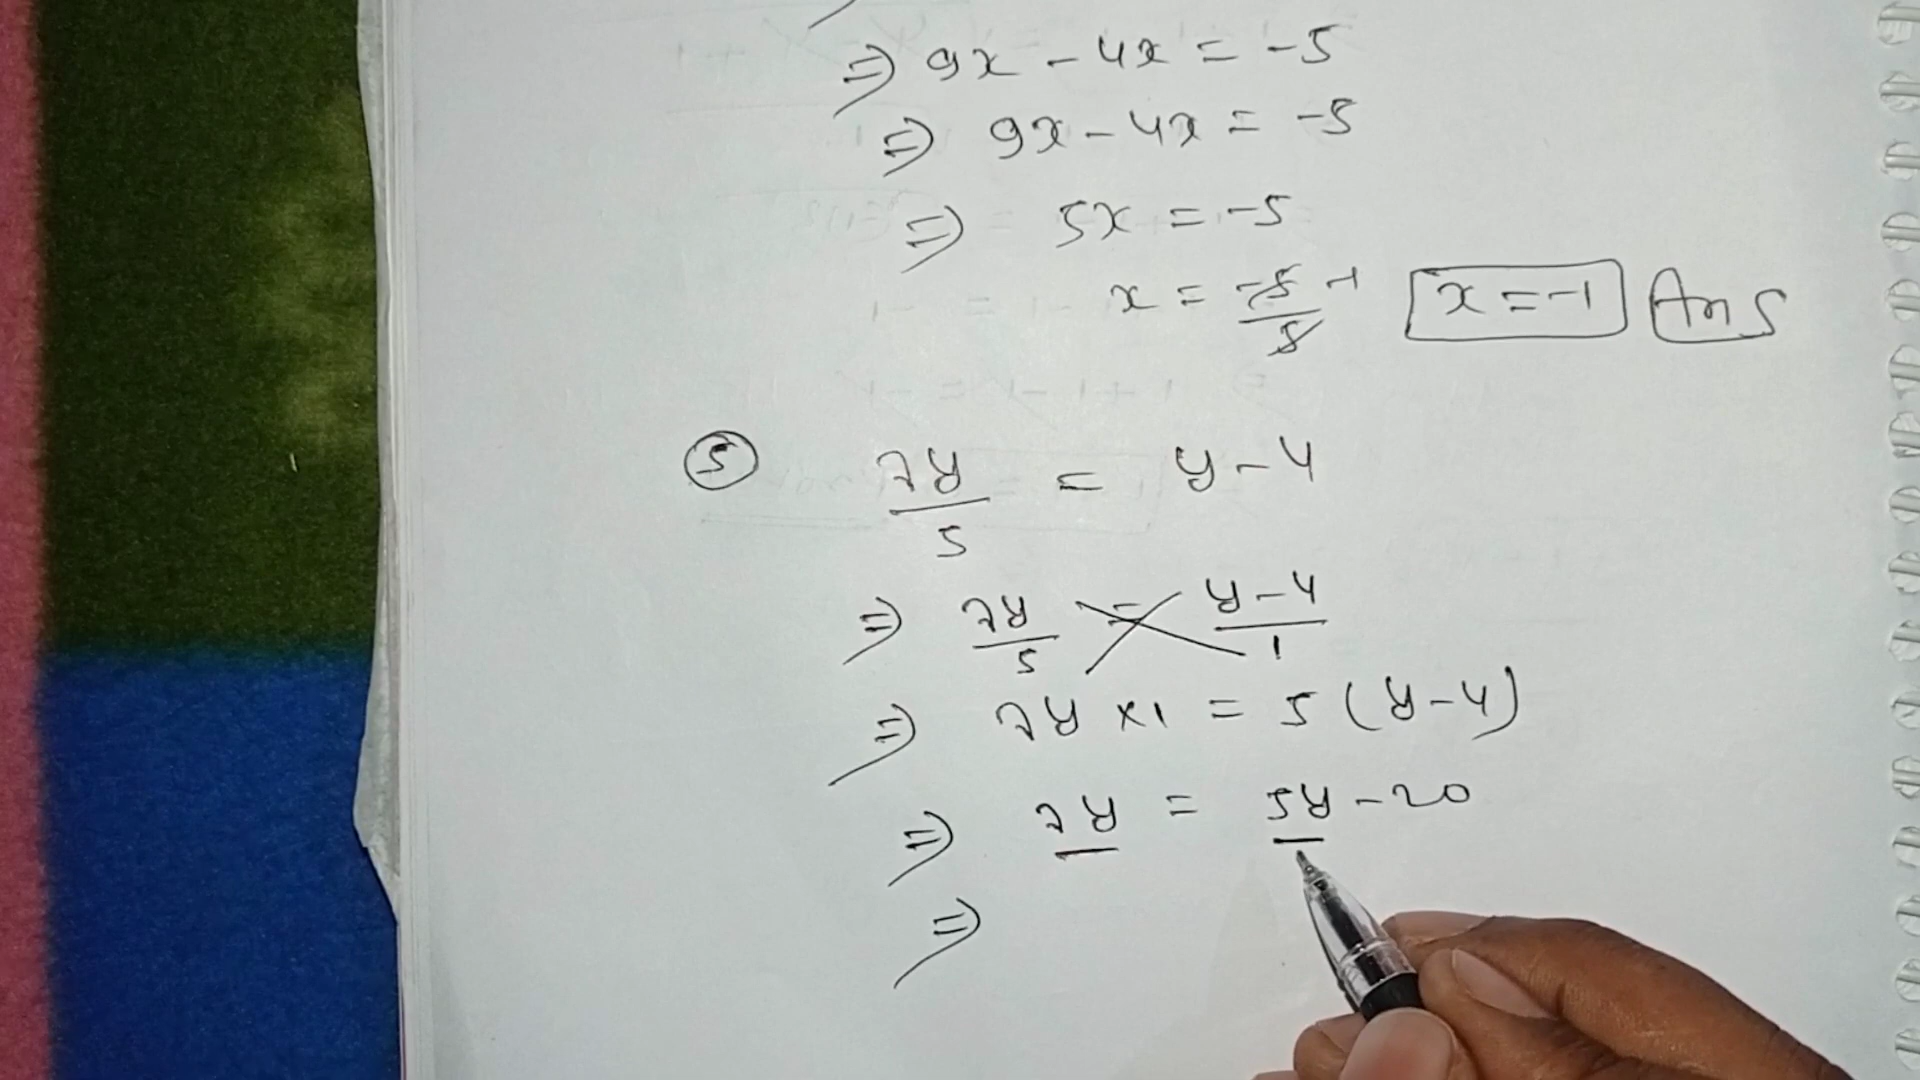 ⇒ 9x - 4x = -5
⇒ 9x - 4x = -5
⇒ 5x = -5
x = -5/5 -1 x = -1 Ans
5 7y/5 = y - 4
⇒ 7y/5 = y - 4/1
⇒ 7y × 1 = 5 (y - 4)
⇒ 7y = 5y - 20
⇒